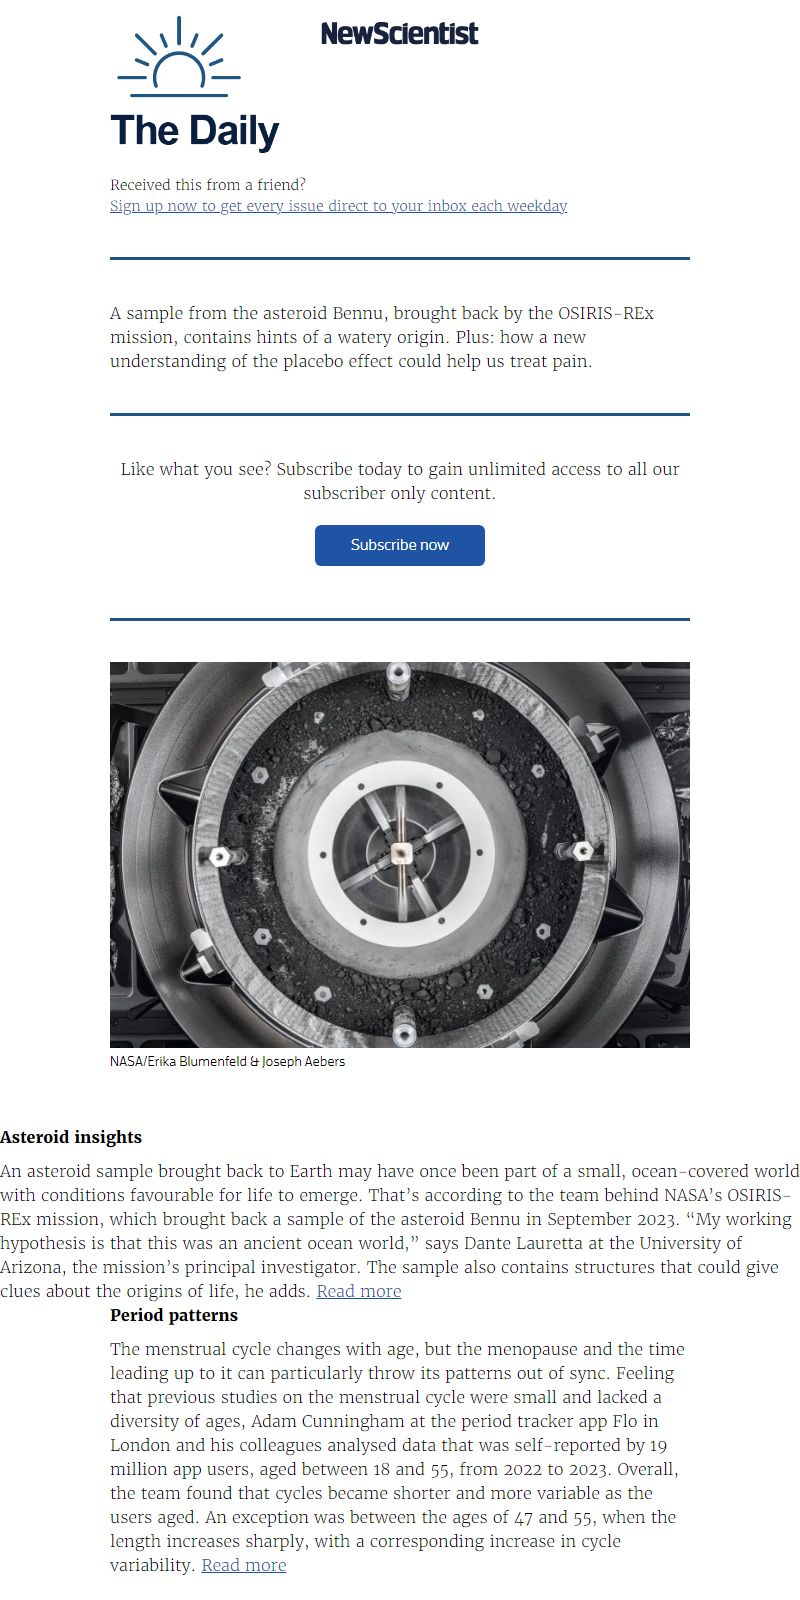 NewScientist
The Daily
Received this from a friend?
Sign up now to get every issue direct to your inbox each weekday
A sample from the asteroid Bennu, brought back by the OSIRIS-REx
mission, contains hints of a watery origin. Plus: how a new
understanding of the placebo effect could help us treat pain.
Like what you see? Subscribe today to gain unlimited access to all our
subscriber only content.
Subscribe now
NASA/Erika Blumenfeld & Joseph Aebers
Asteroid insights
An asteroid sample brought back to Earth may have once been part of a small, ocean-covered world
with conditions favourable for life to emerge. That’s according to the team behind NASA’s OSIRIS-
REx mission, which brought back a sample of the asteroid Bennu in September 2023. “My working
hypothesis is that this was an ancient ocean world,” says Dante Lauretta at the University of
Arizona, the mission’s principal investigator. The sample also contains structures that could give
clues about the origins of life, he adds. Read more
Period patterns
The menstrual cycle changes with age, but the menopause and the time
leading up to it can particularly throw its patterns out of sync. Feeling
that previous studies on the menstrual cycle were small and lacked a
diversity of ages, Adam Cunningham at the period tracker app Flo in
London and his colleagues analysed data that was self-reported by 19
million app users, aged between 18 and 55, from 2022 to 2023. Overall,
the team found that cycles became shorter and more variable as the
users aged. An exception was between the ages of 47 and 55, when the
length increases sharply, with a corresponding increase in cycle
variability. Read more